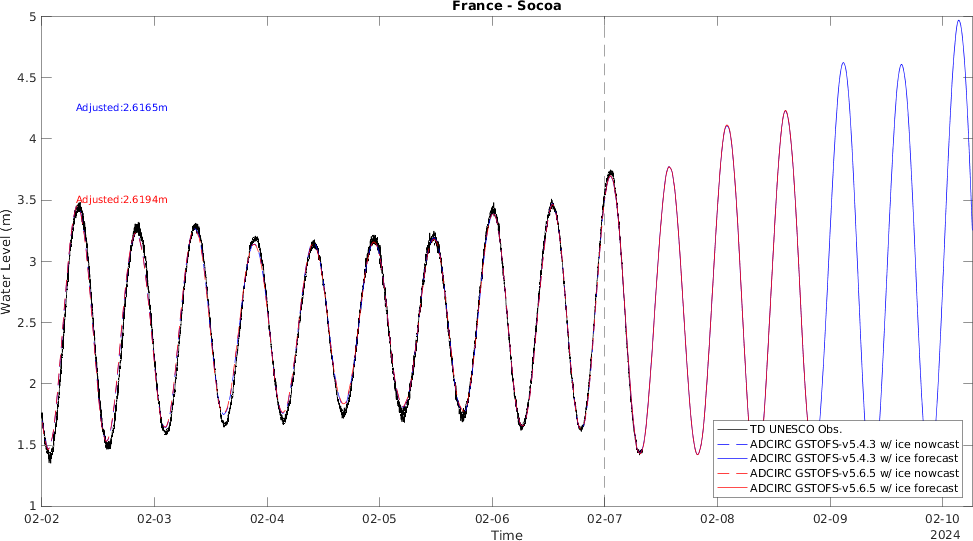 France - Socoa
5
4.5
4
3.5
3
2.5
2
1.5
1
Water Level (m)
Adjusted:2.6165m
Adjusted:2.6194m
TD UNESCO Obs.
ADCIRC GSTOFS-v5.4.3 w/ ice nowcast
ADCIRC GSTOFS-v5.4.3 w/ ice forecast
ADCIRC GSTOFS-v5.6.5 w/ ice nowcast
ADCIRC GSTOFS-v5.6.5 w/ ice forecast
02-02 02-03 02-04 02-05 02-06 02-07 02-08 02-09 02-10
2024
Time